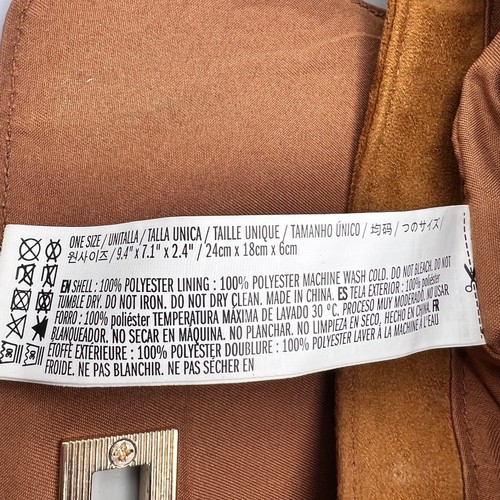 ONE SIZE / UNITALLA / TALLA UNICA / TAILLE UNIQUE / TAMANHO ÚNICO / 均码 / つのサイズ/
원사이즈 / 9.4" x 7.1" x 2.4" / 24cm x 18cm x 6cm
EN SHELL : 100% POLYESTER LINING : 100% POLYESTER MACHINE WASH COLD. DO NOT BLEACH. DO NOT
TUMBLE DRY. DO NOT IRON. DO NOT DRY CLEAN. MADE IN CHINA. ES TELA EXTERIOR : 100% poliéster
FORRO : 100% poliéster TEMPERATURA MÁXIMA DE LAVADO 30 °C. PROCESO MUY MODERADO. NO USAR
BLANQUEADOR. NO SECAR EN MÁQUINA. NO PLANCHAR. NO LIMPIEZA EN SECO, HECHO EN CHINA. FR
ÉTOFFE EXTÉRIEURE : 100% POLYESTER DOUBLURE : 100% POLYESTER LAVER À LA MACHINE À L'EAU
FROIDE. NE PAS BLANCHIR. NE PAS SÉCHER EN